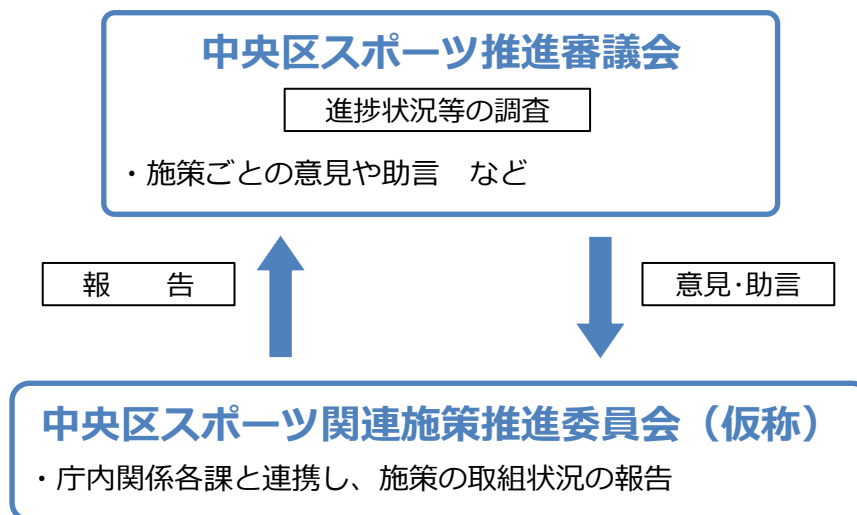 中央区スポーツ推進審議会
進捗状況等の調査
・施策ごとの意見や助言　など
報　　告
意見･助言
中央区スポーツ関連施策推進委員会（仮称）
・庁内関係各課と連携し、施策の取組状況の報告